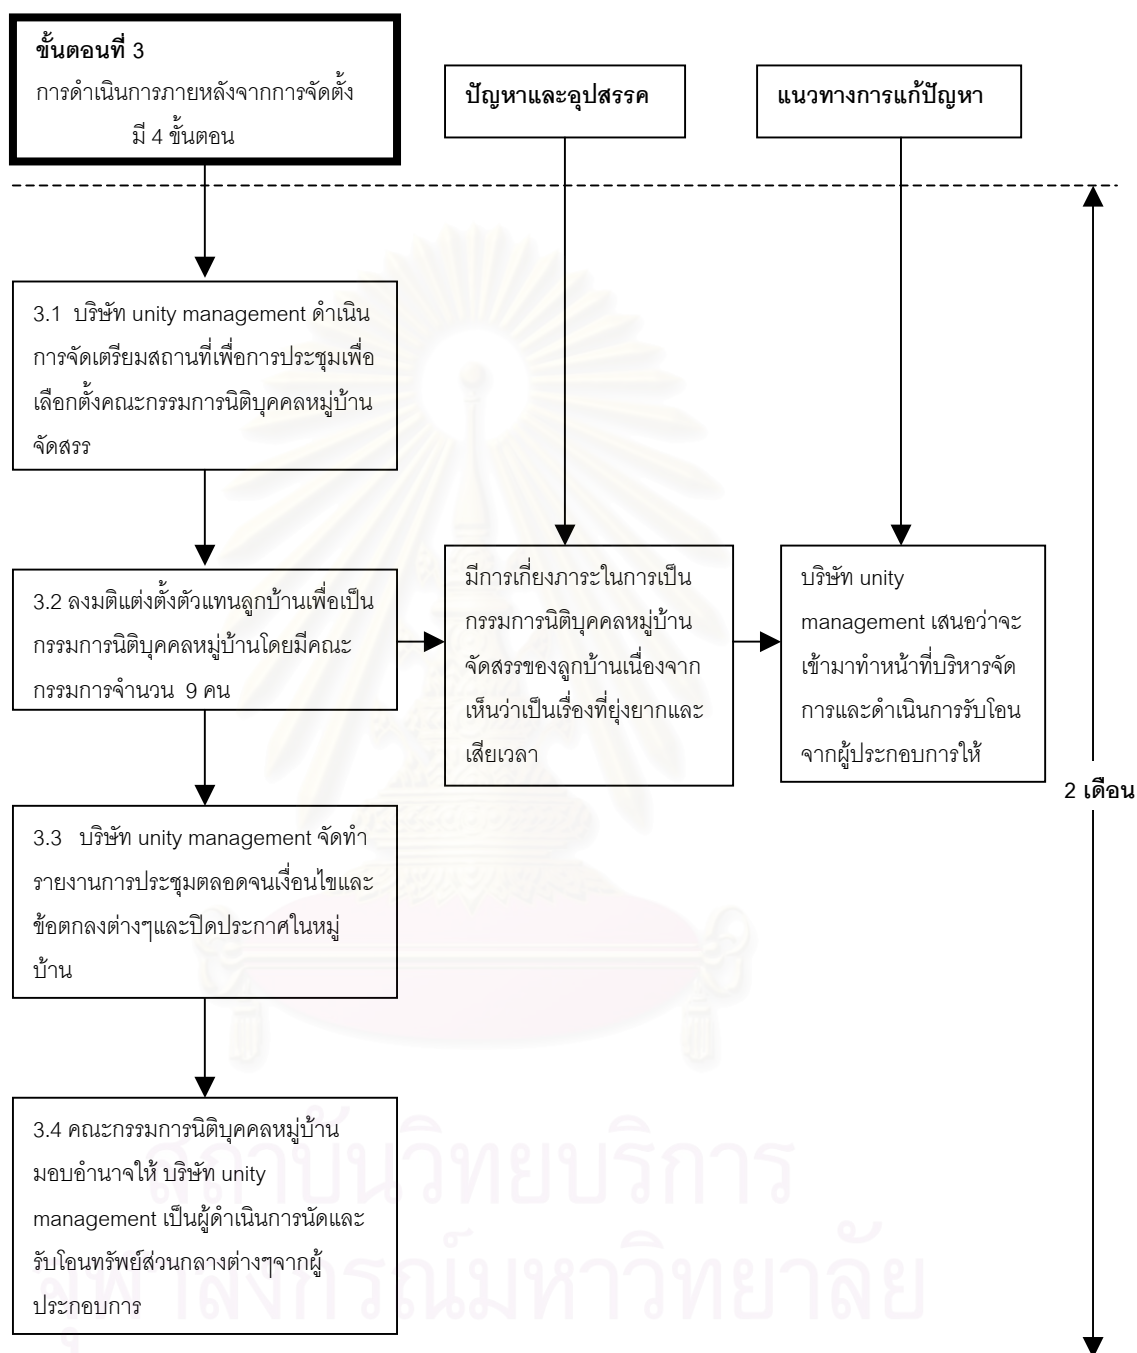 ขั้นตอนที่ 3
การดำเนินการภายหลังจากการจัดตั้ง
มี 4 ขั้นตอน
ปัญหาและอุปสรรค
แนวทางการแก้ปัญหา
3.1 บริษัท unity management ดำเนิน
การจัดเตรียมสถานที่เพื่อการประชุมเพื่อ
เลือกตั้งคณะกรรมการนิติบุคคลหมู่บ้าน
จัดสรร
3.2 ลงมติแต่งตั้งตัวแทนลูกบ้านเพื่อเป็น
กรรมการนิติบุคคลหมู่บ้านโดยมีคณะ
กรรมการจำนวน 9 คน
มีการเกี่ยงภาระในการเป็น
กรรมการนิติบุคคลหมู่บ้าน
จัดสรรของลูกบ้านเนื่องจาก
เห็นว่าเป็นเรื่องที่ยุ่งยากและ
เสียเวลา
บริษัท unity
management เสนอว่าจะ
เข้ามาทำหน้าที่บริหารจัด
การและดำเนินการรับโอน
จากผู้ประกอบการให้
2 เดือน
3.3 บริษัท unity management จัดทำ
รายงานการประชุมตลอดจนเงื่อนไขและ
ข้อตกลงต่างๆและปิดประกาศในหมู่
บ้าน
3.4 คณะกรรมการนิติบุคคลหมู่บ้าน
มอบอำนาจให้ บริษัท unity
management เป็นผู้ดำเนินการนัดและ
รับโอนทรัพย์ส่วนกลางต่างๆจากผู้
ประกอบการ
สถาบันวิทยบริการ
จุฬาลงกรณ์มหาวิทยาลัย